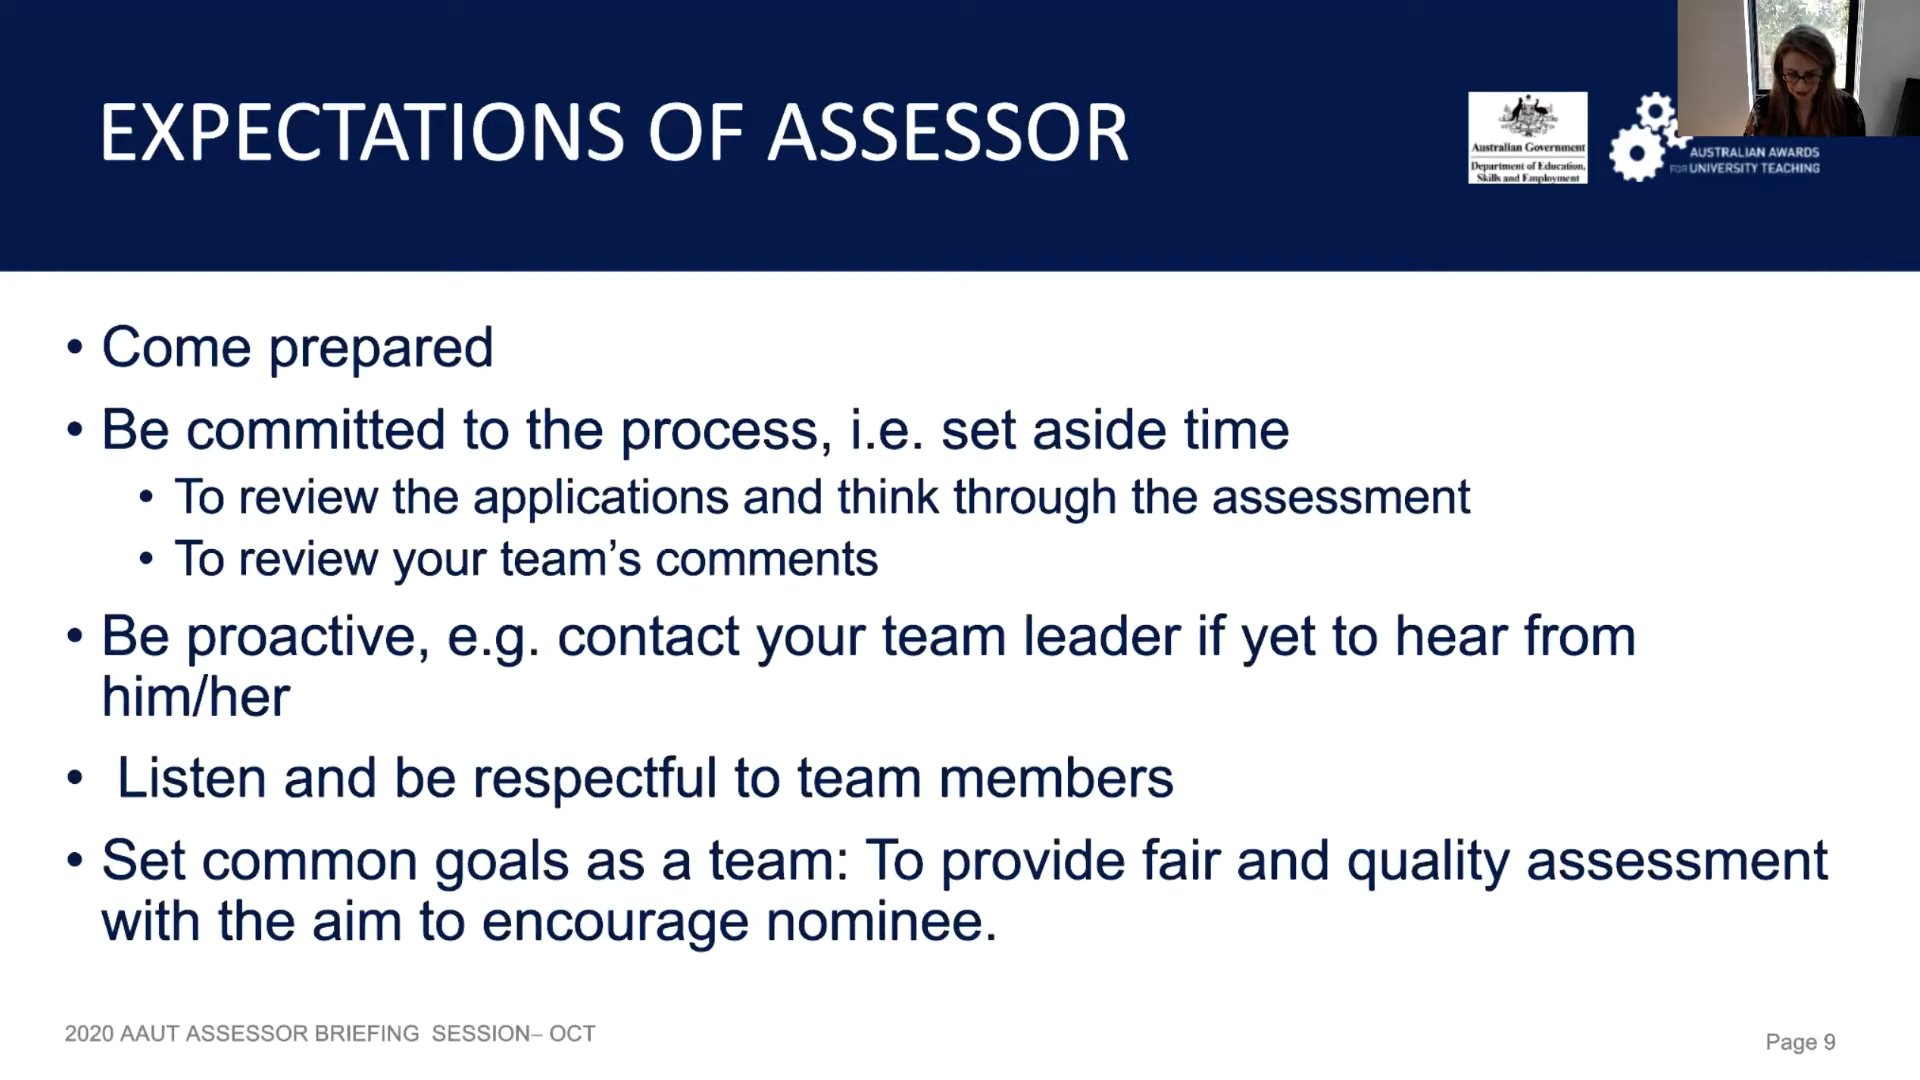 EXPECTATIONS OF ASSESSOR
Australian Government
Department of Education,
Skills and Employment
AUSTRALIAN AWARDS
FOR UNIVERSITY TEACHING
• Come prepared
• Be committed to the process, i.e. set aside time
• To review the applications and think through the assessment
• To review your team’s comments
• Be proactive, e.g. contact your team leader if yet to hear from
him/her
• Listen and be respectful to team members
• Set common goals as a team: To provide fair and quality assessment
with the aim to encourage nominee.
2020 AAUT ASSESSOR BRIEFING SESSION– OCT
Page 9